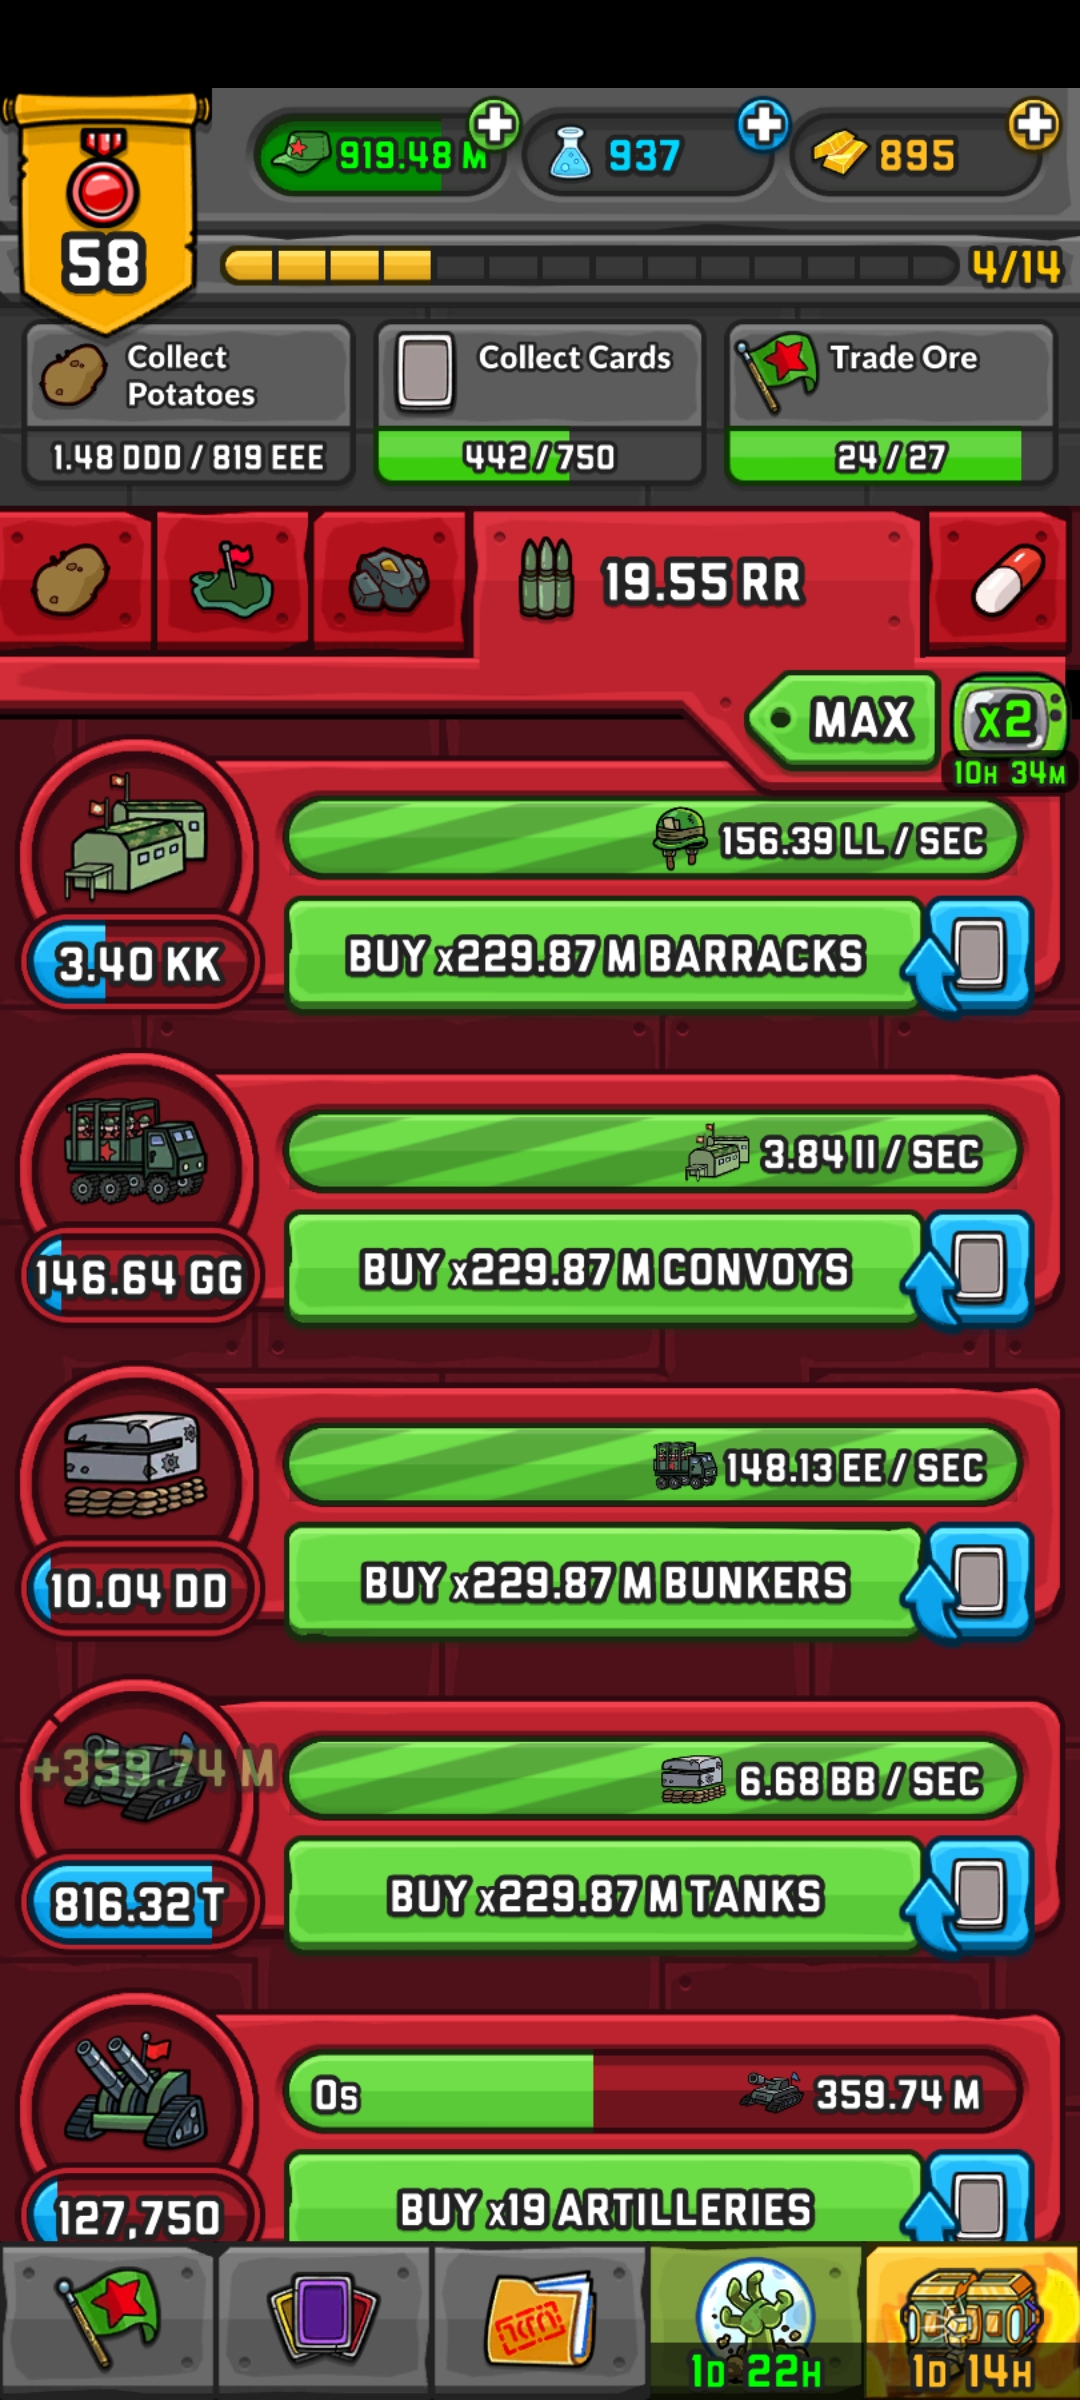 919.48 M
937
895
58
4/14
Collect Potatoes
Collect Cards
Trade Ore
1.48 DDD / 819 EEE
442/750
24/27
19.55 RR
MAX
x2
10H 34M
156.39 LL / SEC
3.40 KK
BUY x229.87 M BARRACKS
3.84 II / SEC
146.64 GG
BUY x229.87 M CONVOYS
148.13 EE / SEC
10.04 DD
BUY x229.87 M BUNKERS
+359.74 M
6.68 BB / SEC
816.32 T
BUY x229.87 M TANKS
0s
359.74 M
127,750
BUY x19 ARTILLERIES
1D 22H
1D 14H